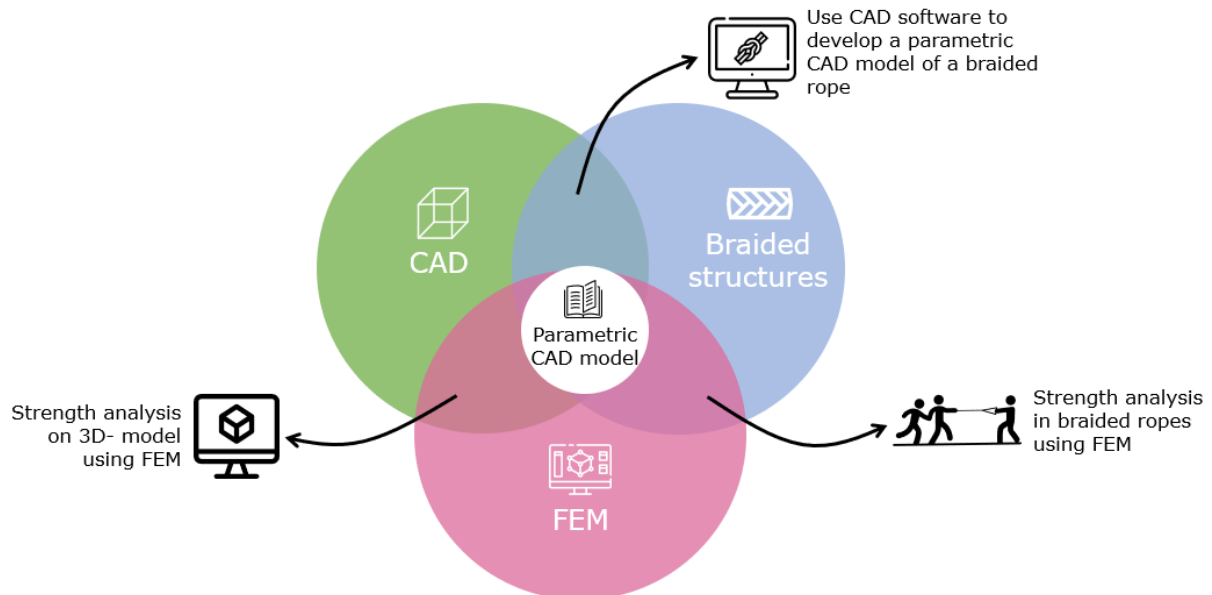 Use CAD software to
develop a parametric
CAD model of a braided
rope
CAD
Braided
structures
Parametric
CAD model
Strength analysis
on 3D- model
using FEM
Strength analysis
in braided ropes
using FEM
FEM